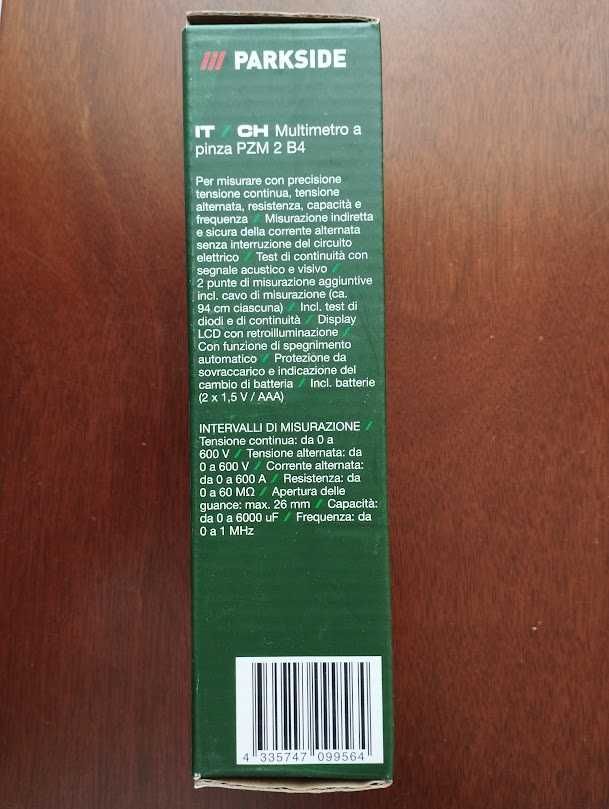 PARKSIDE
IT / CH Multimetro a
pinza PZM 2 B4
Per misurare con precisione
tensione continua, tensione
alternata, resistenza, capacità e
frequenza / Misurazione indiretta
e sicura della corrente alternata
senza interruzione del circuito
elettrico / Test di continuità con
segnale acustico e visivo /
2 punte di misurazione aggiuntive
incl. cavo di misurazione (ca.
94 cm ciascuna) / Incl. test di
diodi e di continuità / Display
LCD con retroilluminazione /
Con funzione di spegnimento
automatico / Protezione da
sovraccarico e indicazione del
cambio di batteria / Incl. batterie
(2 x 1,5 V / AAA)
INTERVALLI DI MISURAZIONE /
Tensione continua: da 0 a
600 V / Tensione alternata: da
0 a 600 V / Corrente alternata:
da 0 a 600 A / Resistenza: da
0 a 60 MΩ / Apertura delle
guance: max. 26 mm / Capacità:
da 0 a 6000 uF / Frequenza: da
0 a 1 MHz
4 335747 099564